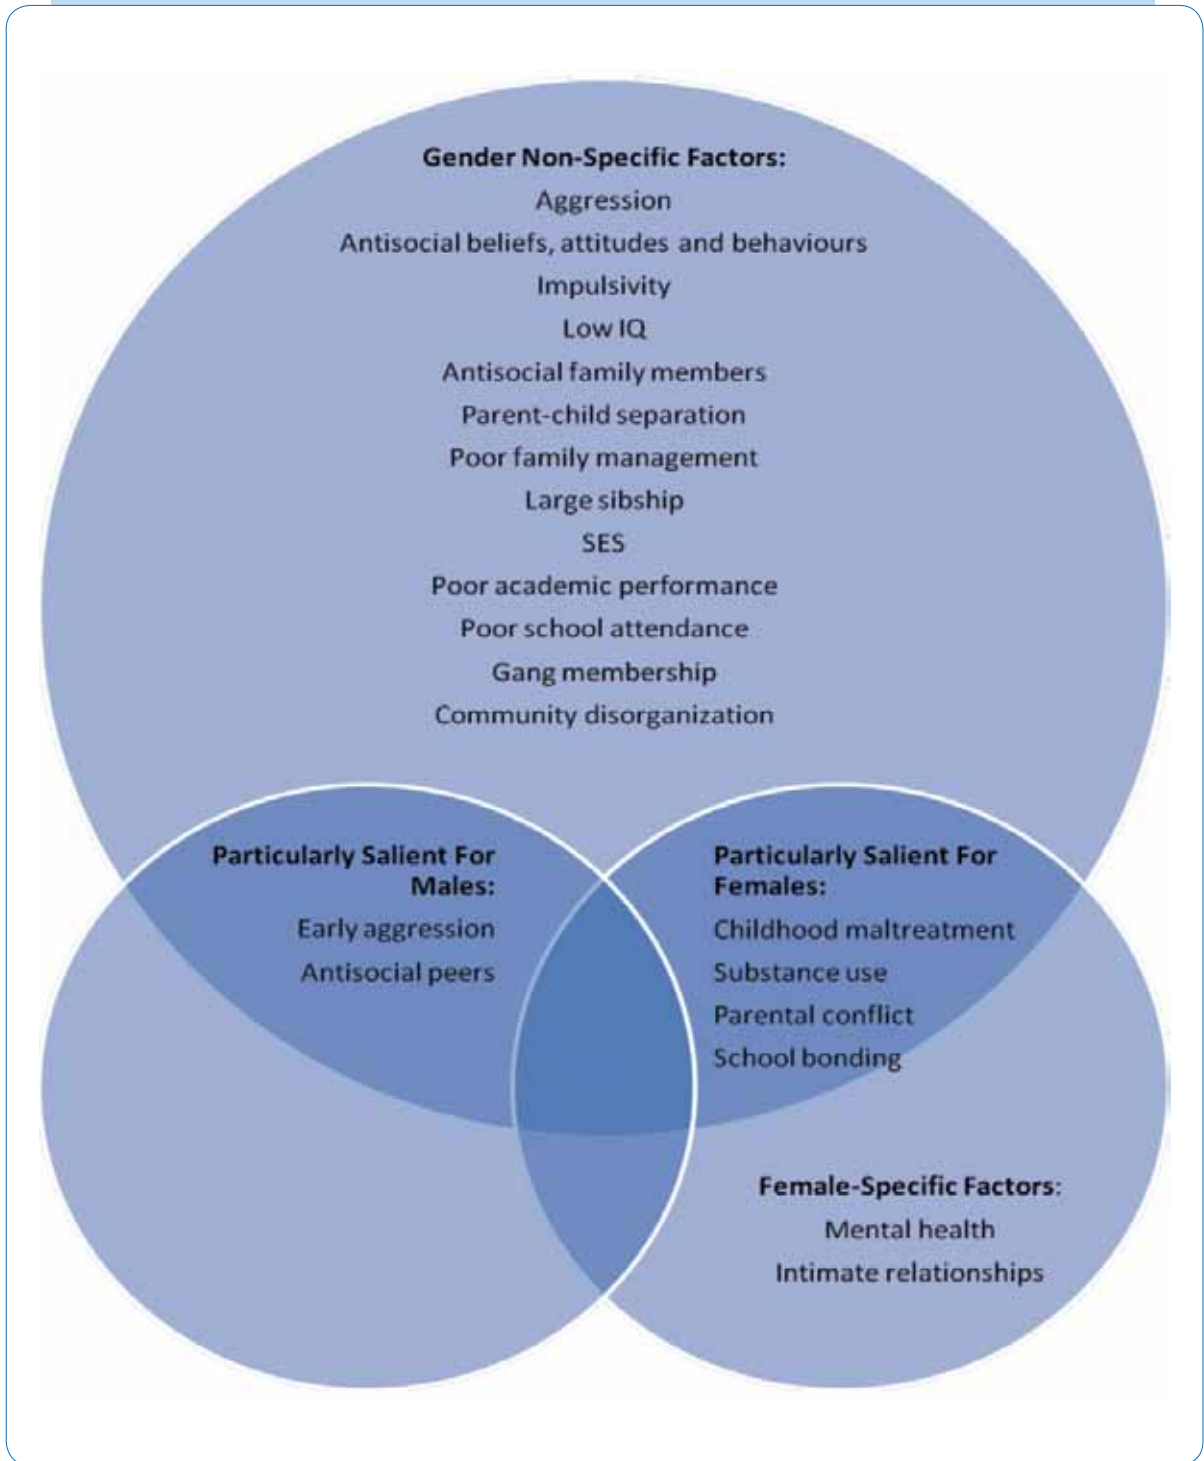 Gender Non-Specific Factors:
Aggression
Antisocial beliefs, attitudes and behaviours
Impulsivity
Low IQ
Antisocial family members
Parent-child separation
Poor family management
Large sibship
SES
Poor academic performance
Poor school attendance
Gang membership
Community disorganization
Particularly Salient For
Males:
Early aggression
Antisocial peers
Particularly Salient For
Females:
Childhood maltreatment
Substance use
Parental conflict
School bonding
Female-Specific Factors:
Mental health
Intimate relationships